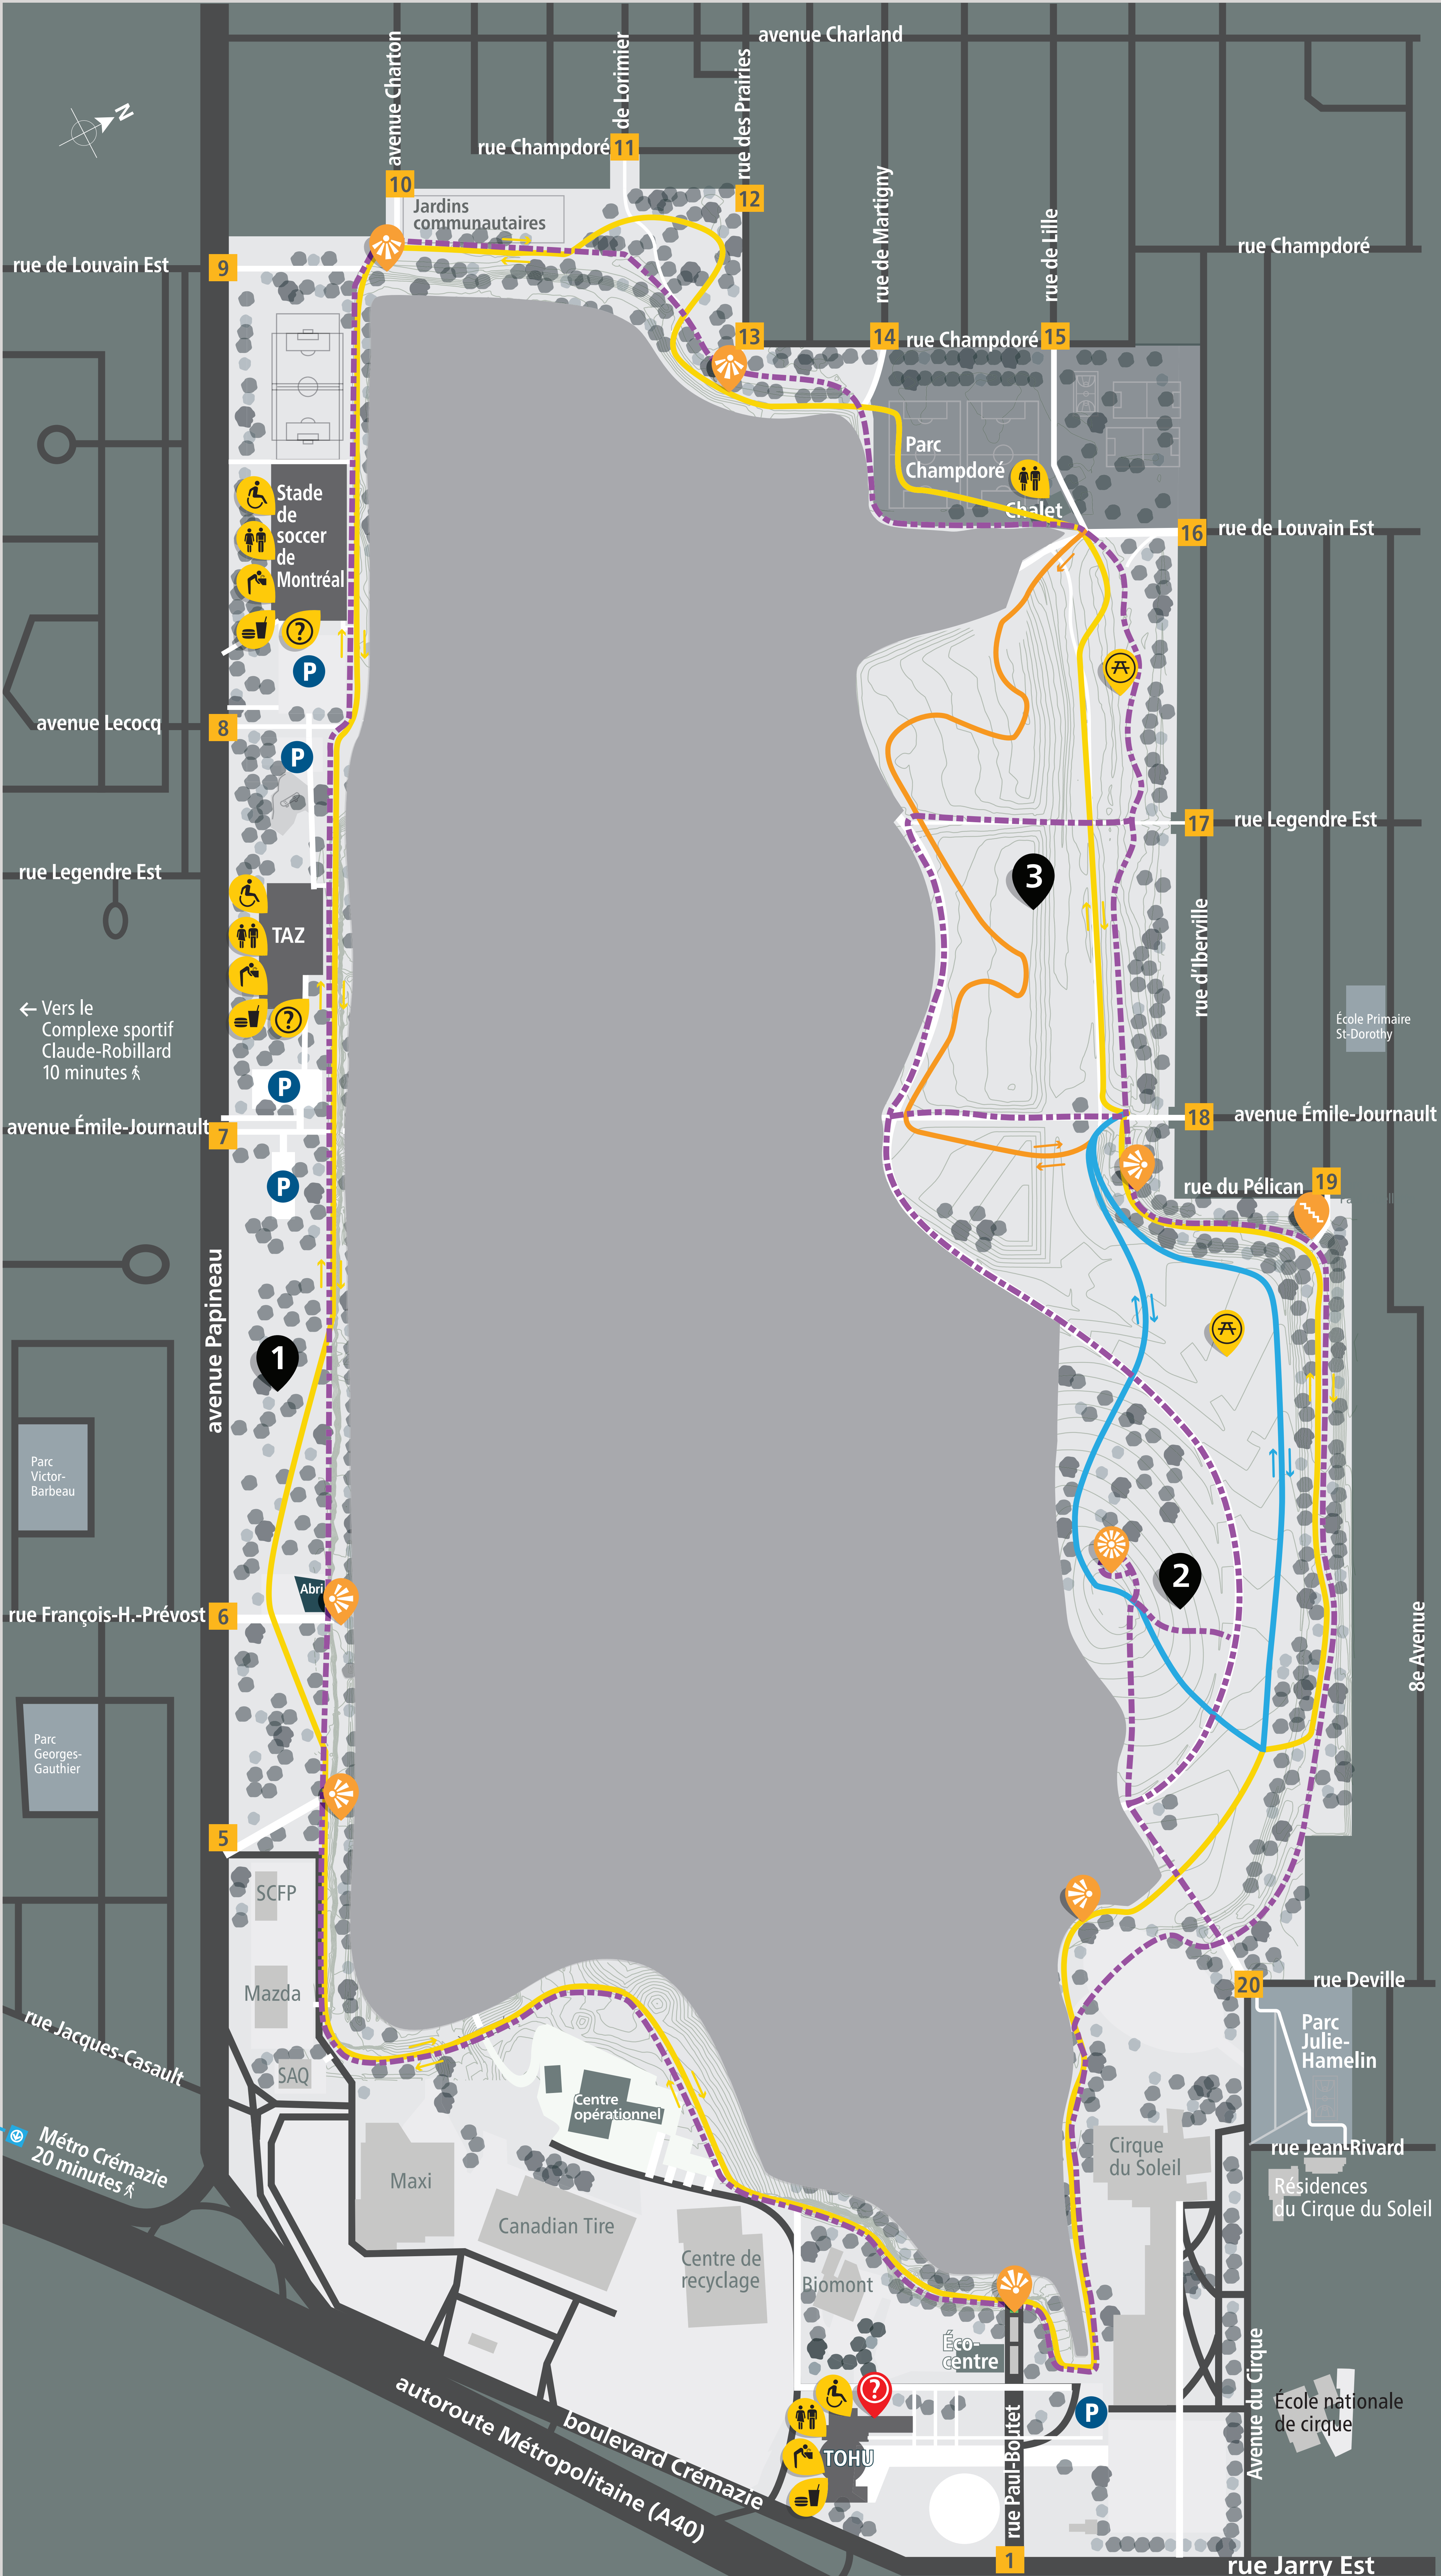 avenue Charland
avenue Charton
de Lorimier
rue des Prairies
N
rue Champdoré
11
10
12
Jardins
communautaires
rue de Martigny
rue de Lille
rue Champdoré
rue de Louvain Est
9
13
14
rue Champdoré
15
Parc
Champdoré
Chalet
Stade
de
soccer
de
Montréal
16
rue de Louvain Est
?
P
avenue Lecocq
8
P
17
rue Legendre Est
rue Legendre Est
3
TAZ
rue d'Iberville
École Primaire
St-Dorothy
← Vers le
Complexe sportif
Claude-Robillard
10 minutes
?
P
avenue Émile-Journault
7
18
avenue Émile-Journault
P
rue du Pélican
19
avenue Papineau
1
Parc
Victor-
Barbeau
2
Abri
rue François-H.-Prévost
6
8e Avenue
Parc
Georges-
Gauthier
5
SCFP
Mazda
20
rue Deville
rue Jacques-Casault
Parc
Julie-
Hamelin
SAQ
Centre
opérationnel
Métro Crémazie
20 minutes
Cirque
du Soleil
rue Jean-Rivard
Maxi
Résidences
du Cirque du Soleil
Canadian Tire
Centre de
recyclage
Biomont
Éco-
centre
Avenue du Cirque
autoroute Métropolitaine (A40)
boulevard Crémazie
?
P
École nationale
de cirque
TOHU
rue Paul-Boutet
1
rue Jarry Est